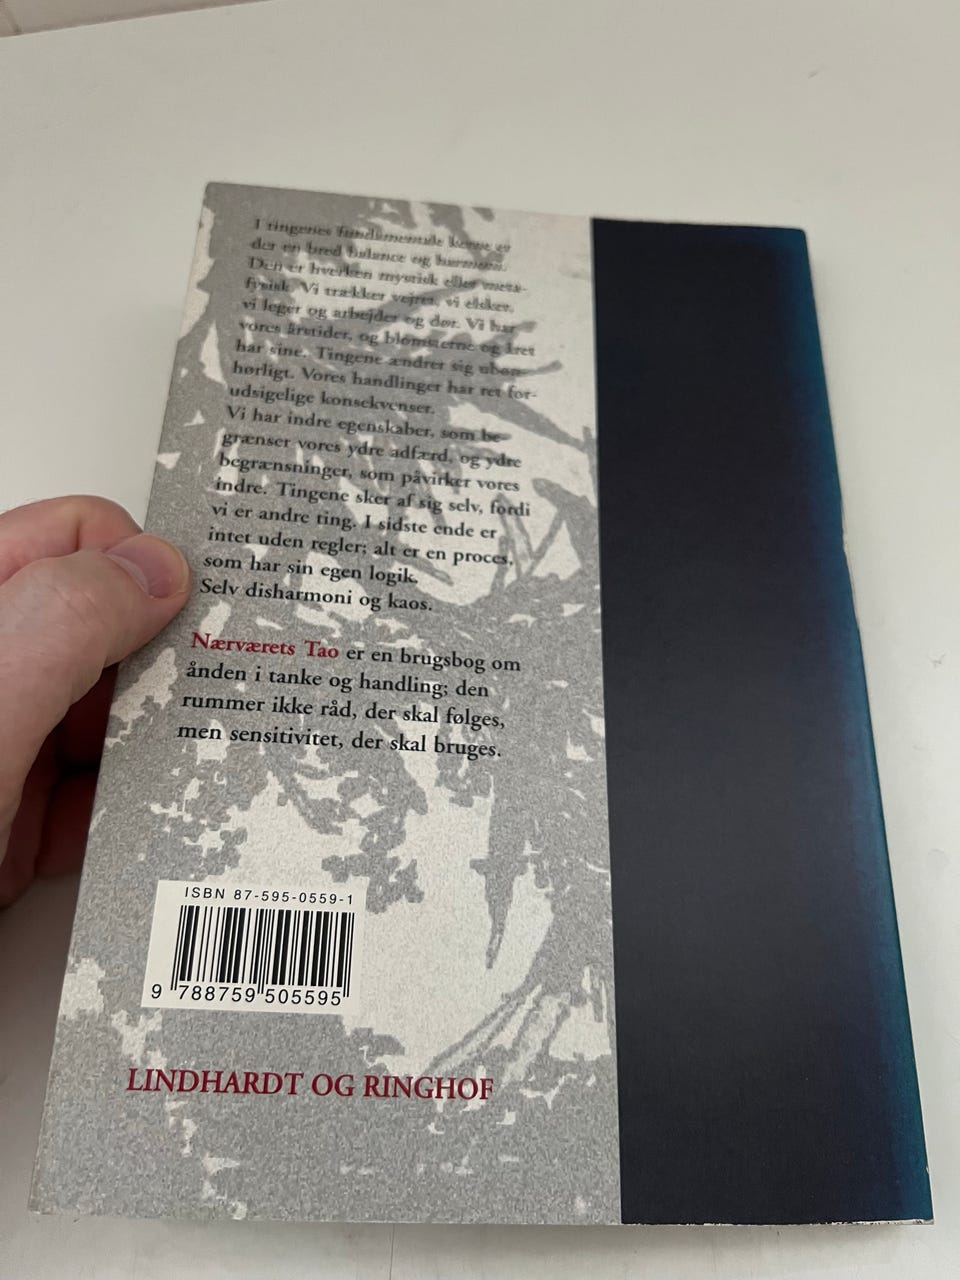 I tingenes fundamentale kerne er
der en bred balance og harmoni.
Den er hverken mystisk eller meta-
fysisk. Vi trækker vejret, vi elsker,
vi leger og arbejder og dør. Vi har
vores årstider, og blomsterne og året
har sine. Tingene ændrer sig uban-
hørligt. Vores handlinger har ret for-
udsigelige konsekvenser.
Vi har indre egenskaber, som be-
grænser vores ydre adfærd, og ydre
begrænsninger, som påvirker vores
indre. Tingene sker af sig selv, fordi
vi er andre ting. I sidste ende er
intet uden regler; alt er en proces,
som har sin egen logik.
Selv disharmoni og kaos.
Nærværets Tao er en brugsbog om
ånden i tanke og handling; den
rummer ikke råd, der skal følges,
men sensitivitet, der skal bruges.
ISBN 87-595-0559-1
9 788759 505595
LINDHARDT OG RINGHOF